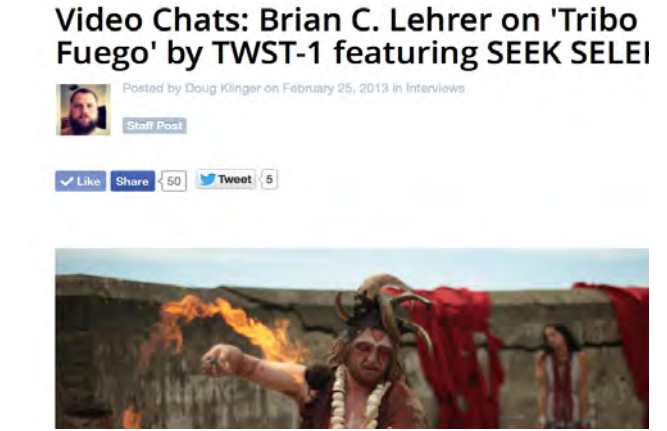 Video Chats: Brian C. Lehrer on 'Tribo
Fuego' by TWST-1 featuring SEEK
Posted by Doug Klinger on February 25, 2013 in Interviews
Staff Post
Like Share 50 Tweet 5